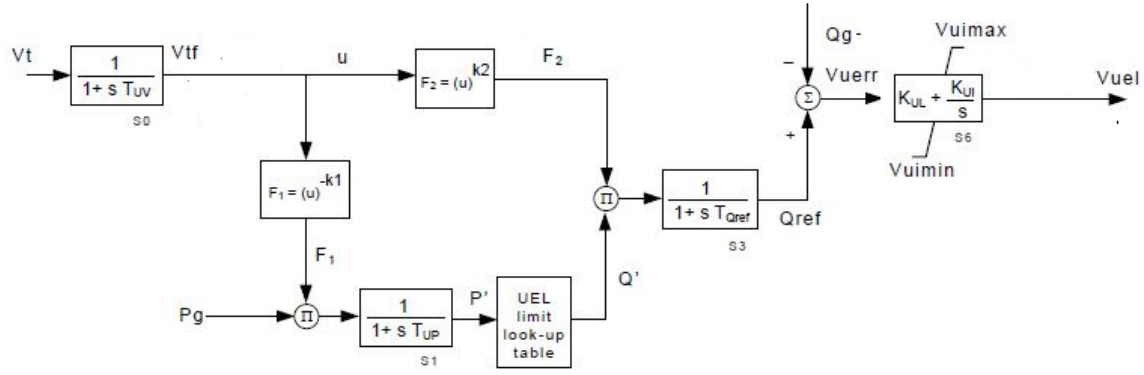 Vt
1
1+ s TUV
S0
Vtf
u
F2 = (u)k2
F2
F1 = (u)-k1
F1
Pg
Π
1
1+ s TUP
S1
P'
UEL
limit
look-up
table
Q'
Π
1
1+ s TQref
S3
Qref
+
Σ
−
Qg-
Vuerr
Vuimax
KUL + KUI
s
S6
Vuimin
Vuel